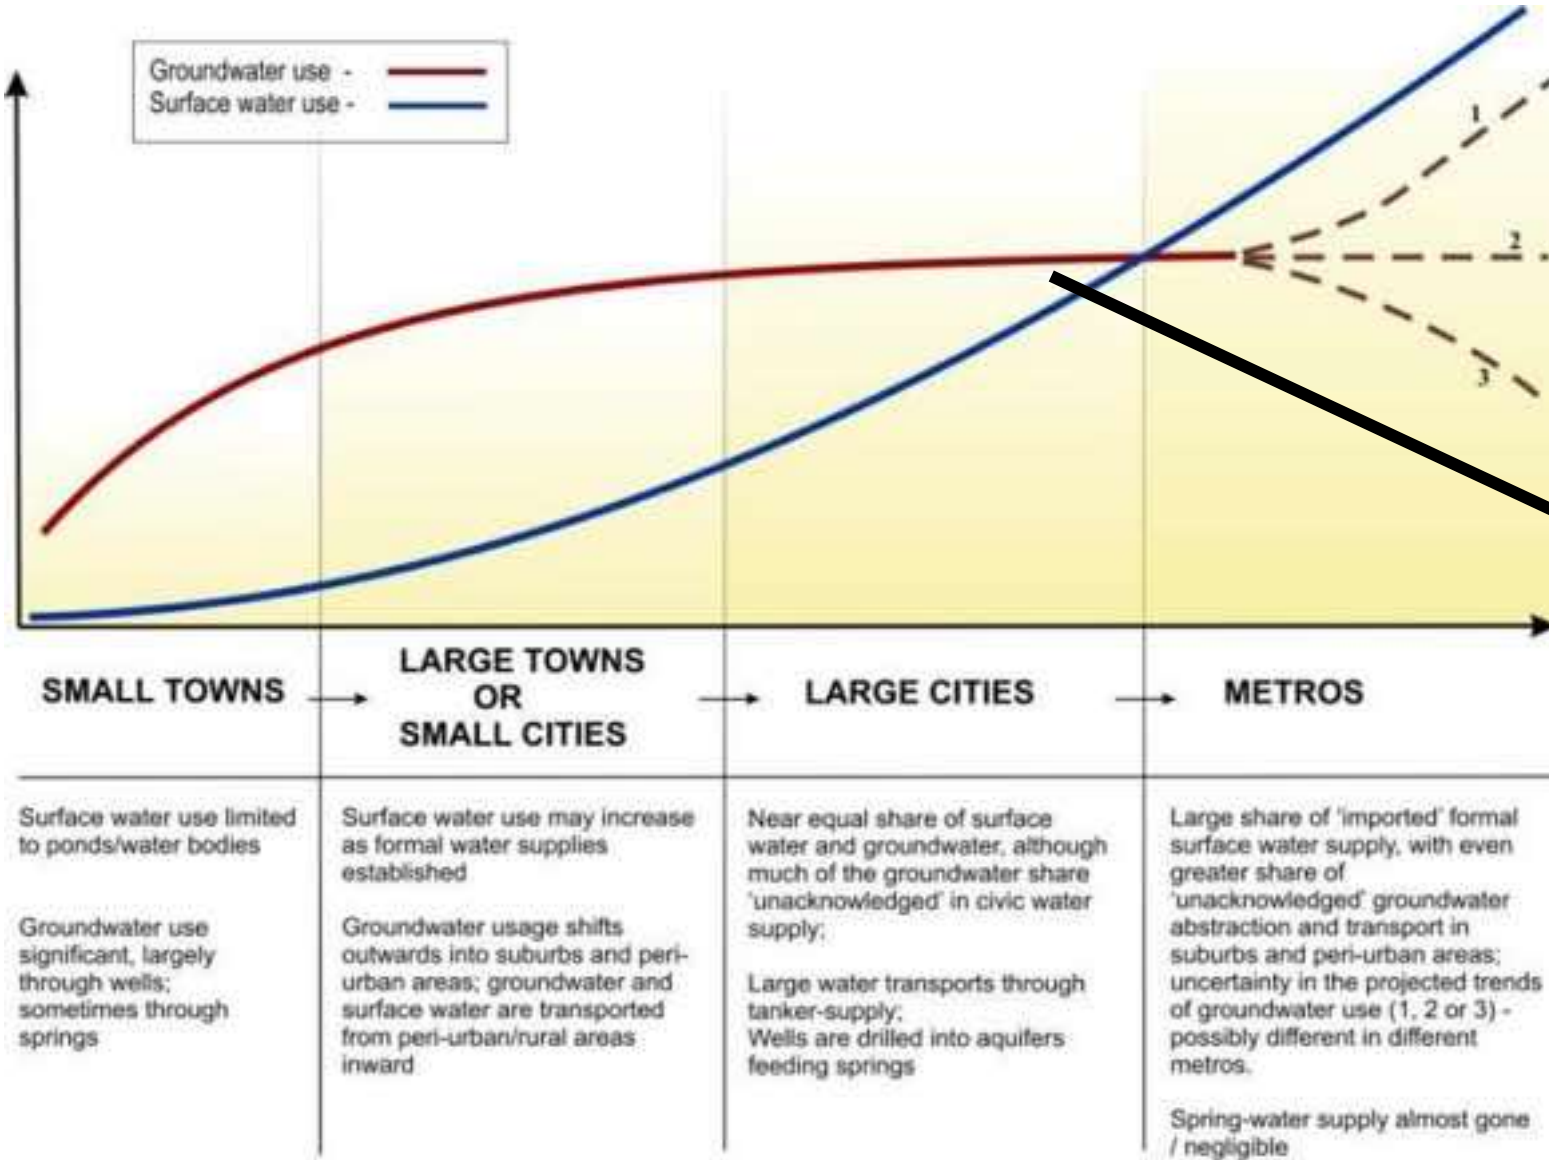 Groundwater use -
Surface water use -
1
2
3
SMALL TOWNS
LARGE TOWNS
OR
SMALL CITIES
LARGE CITIES
METROS
Surface water use limited
to ponds/water bodies
Groundwater use
significant, largely
through wells;
sometimes through
springs
Surface water use may increase
as formal water supplies
established
Groundwater usage shifts
outwards into suburbs and peri-
urban areas; groundwater and
surface water are transported
from peri-urban/rural areas
inward
Near equal share of surface
water and groundwater, although
much of the groundwater share
'unacknowledged' in civic water
supply;
Large water transports through
tanker-supply;
Wells are drilled into aquifers
feeding springs
Large share of 'imported' formal
surface water supply, with even
greater share of
'unacknowledged' groundwater
abstraction and transport in
suburbs and peri-urban areas;
uncertainty in the projected trends
of groundwater use (1, 2 or 3) -
possibly different in different
metros.
Spring-water supply almost gone
/ negligible